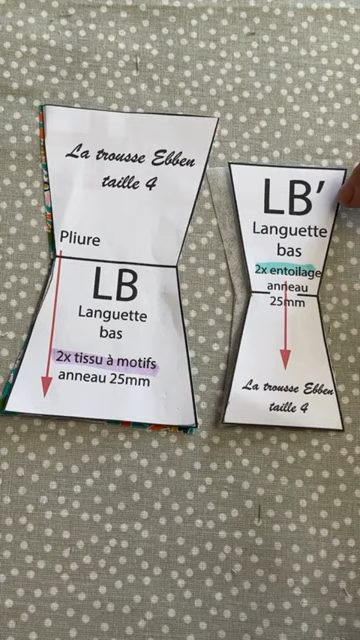 La trousse Ebben
taille 4
Pliure
LB
Languette
bas
2x tissu à motifs
anneau 25mm
LB'
Languette
bas
2x entoilage
anneau
25mm
La trousse Ebben
taille 4